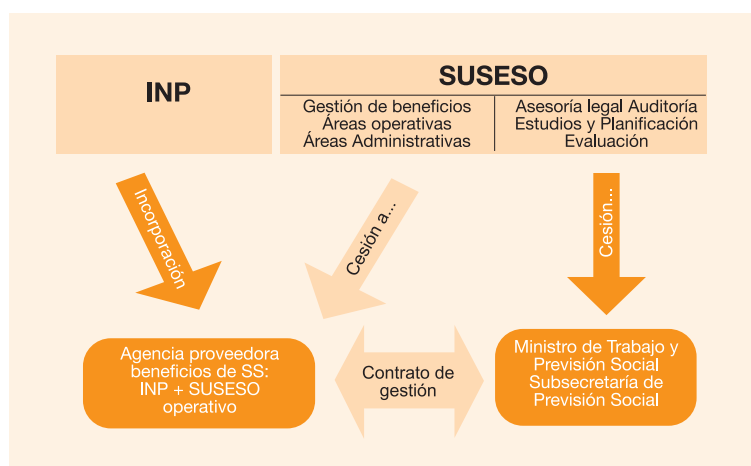 INP
SUSESO
Gestión de beneficios
Áreas operativas
Áreas Administrativas
Asesoría legal Auditoría
Estudios y Planificación
Evaluación
Incorporación
Cesión a...
Cesión...
Agencia proveedora
beneficios de SS:
INP + SUSESO
operativo
Contrato de
gestión
Ministro de Trabajo y
Previsión Social
Subsecretaría de
Previsión Social